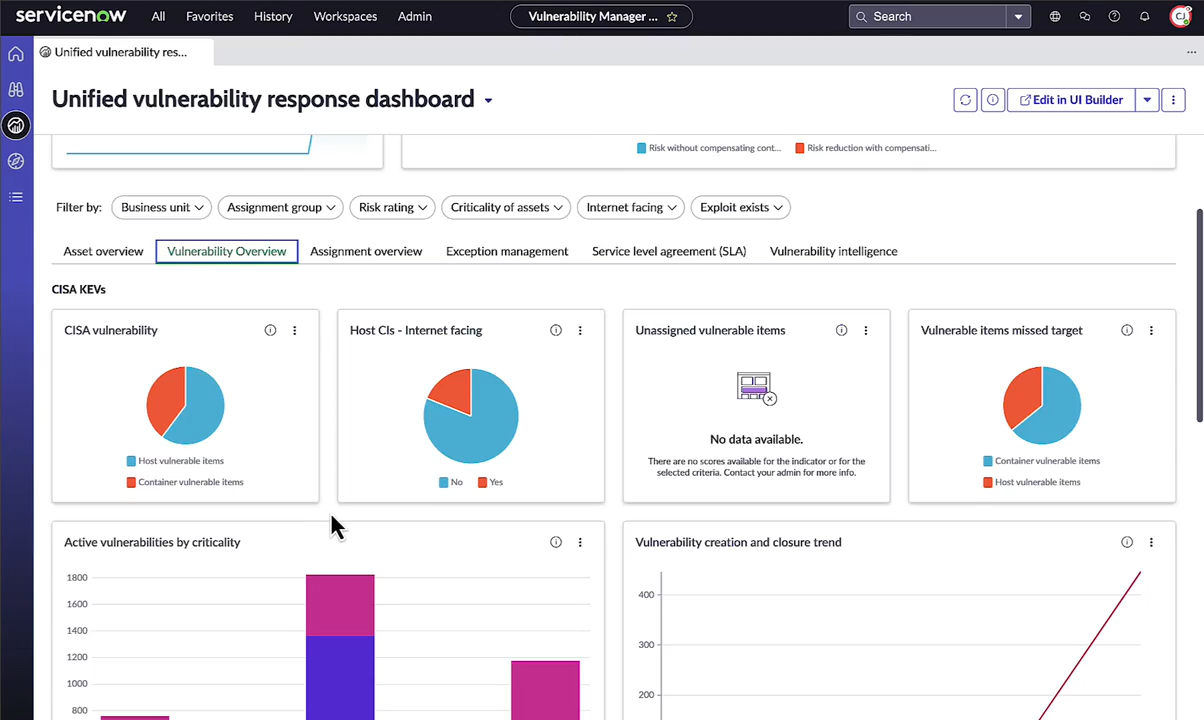 servicenow All Favorites History Workspaces Admin Vulnerability Manager ... Search CJ
Unified vulnerability res...
Unified vulnerability response dashboard Edit in UI Builder
Risk without compensating cont... Risk reduction with compensati...
Filter by: Business unit Assignment group Risk rating Criticality of assets Internet facing Exploit exists
Asset overview Vulnerability Overview Assignment overview Exception management Service level agreement (SLA) Vulnerability intelligence
CISA KEVs
CISA vulnerability
Host vulnerable items
Container vulnerable items
Host CIs - Internet facing
No Yes
Unassigned vulnerable items
No data available.
There are no scores available for the indicator or for the
selected criteria. Contact your admin for more info.
Vulnerable items missed target
Container vulnerable items
Host vulnerable items
Active vulnerabilities by criticality
1800
1600
1400
1200
1000
800
Vulnerability creation and closure trend
400
300
200